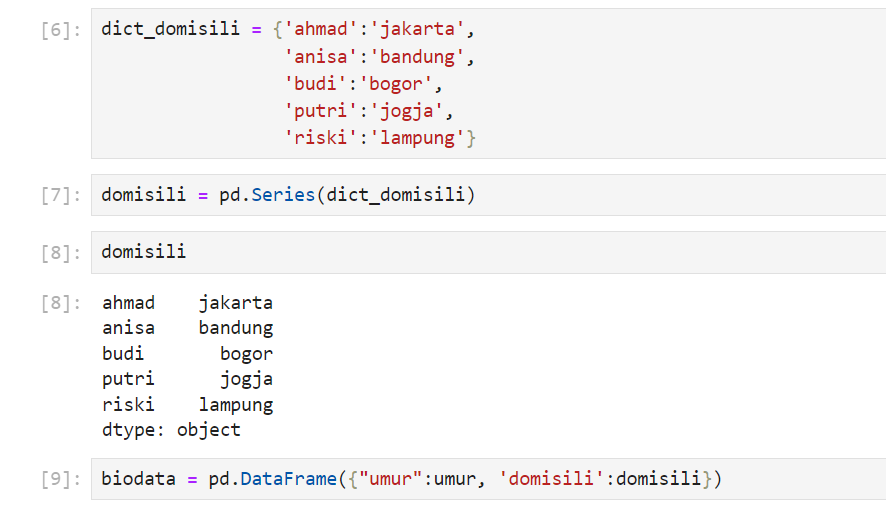 [6]: dict_domisili = {'ahmad':'jakarta',
'anisa':'bandung',
'budi':'bogor',
'putri':'jogja',
'riski':'lampung'}
[7]: domisili = pd.Series(dict_domisili)
[8]: domisili
[8]: ahmad jakarta
anisa bandung
budi bogor
putri jogja
riski lampung
dtype: object
[9]: biodata = pd.DataFrame({"umur":umur, 'domisili':domisili})